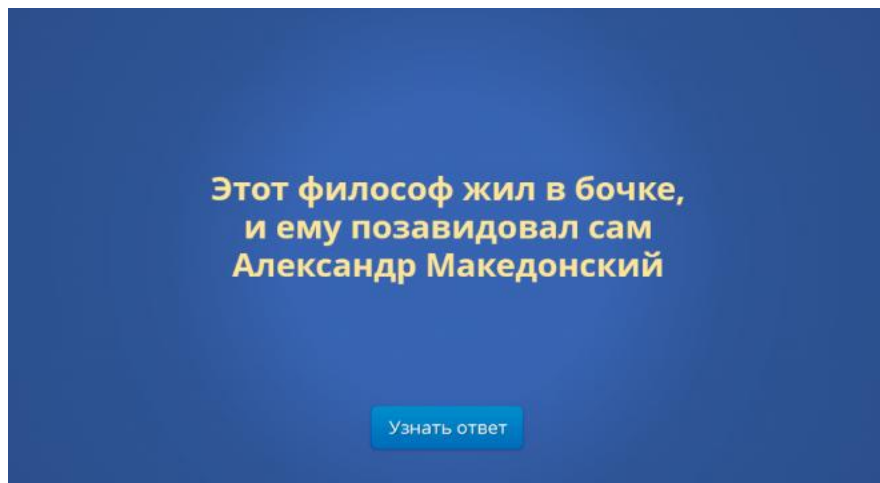 Этот философ жил в бочке,
и ему позавидовал сам
Александр Македонский
Узнать ответ